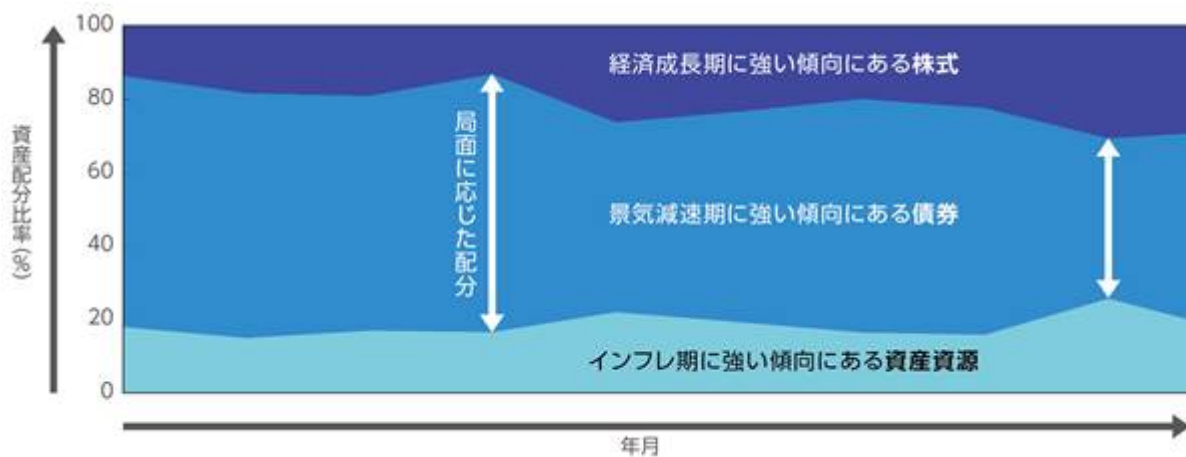 100
80
60
40
20
0
資産配分比率(%)
経済成長期に強い傾向にある株式
局面に応じた配分
景気減速期に強い傾向にある債券
インフレ期に強い傾向にある資産資源
年月